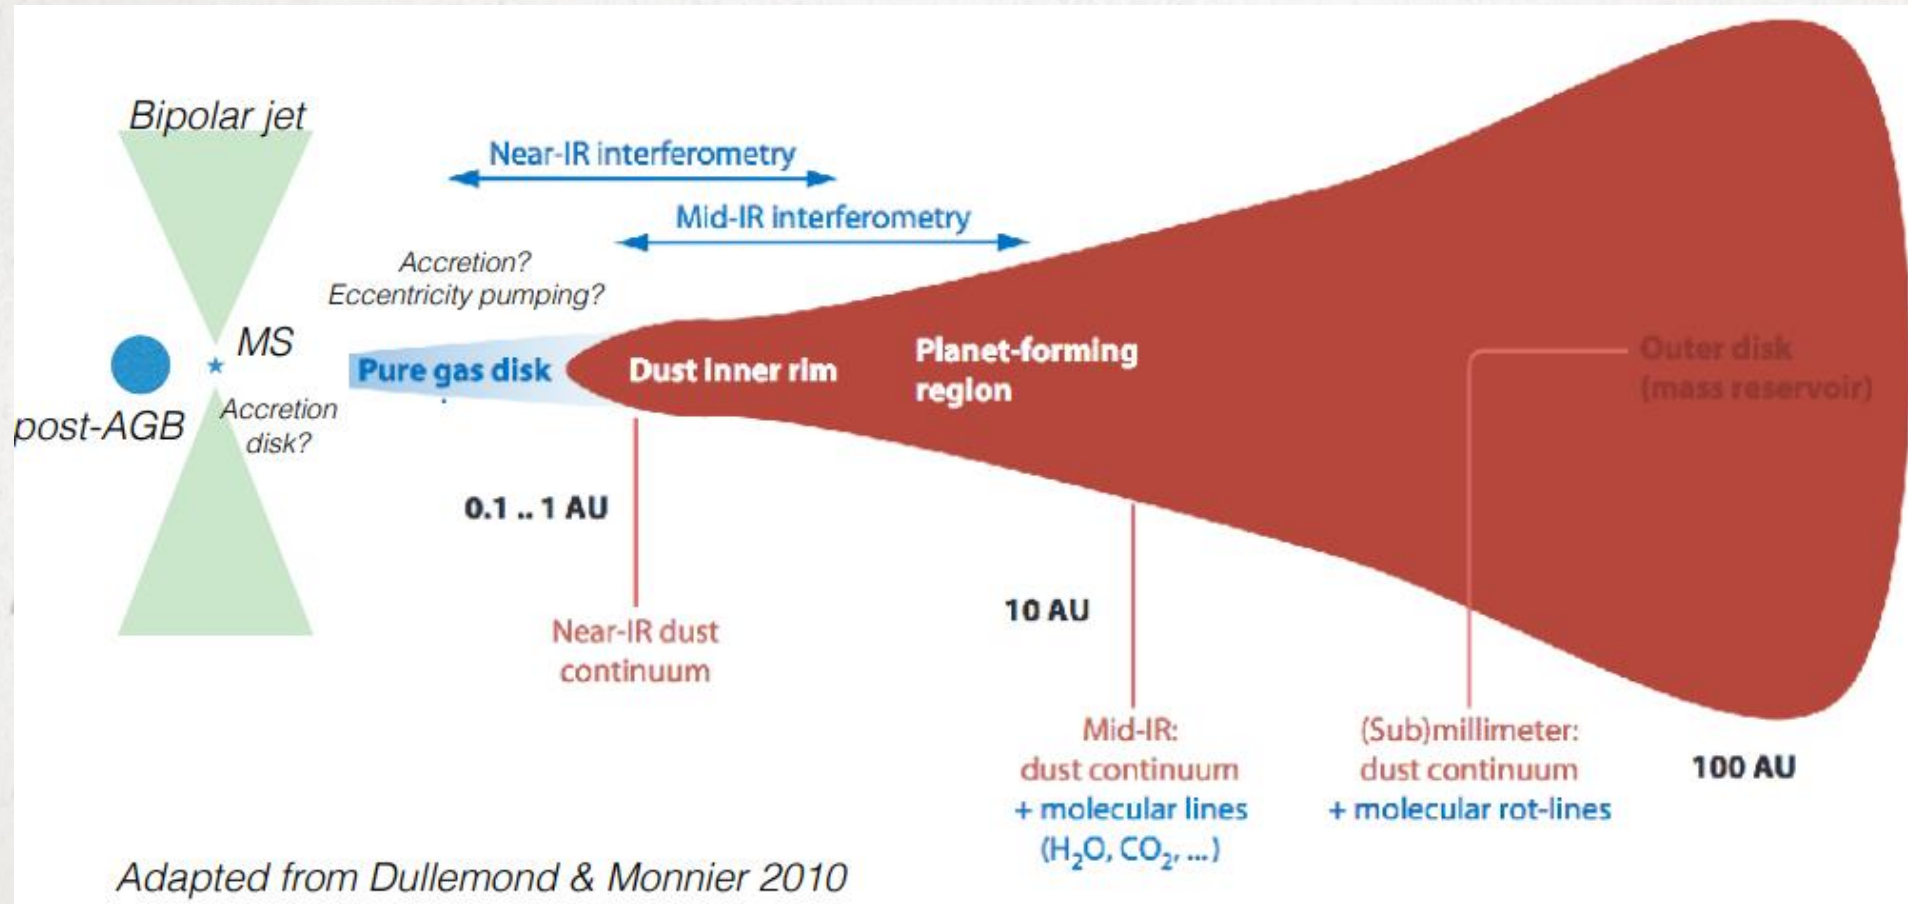 Bipolar jet
Near-IR interferometry
Mid-IR interferometry
Accretion?
Eccentricity pumping?
MS
post-AGB
Accretion
disk?
Pure gas disk
Dust inner rim
Planet-forming
region
Outer disk
(mass reservoir)
0.1 .. 1 AU
10 AU
100 AU
Near-IR dust
continuum
Mid-IR:
dust continuum
+ molecular lines
(H₂O, CO₂, ...)
(Sub)millimeter:
dust continuum
+ molecular rot-lines
Adapted from Dullemond & Monnier 2010